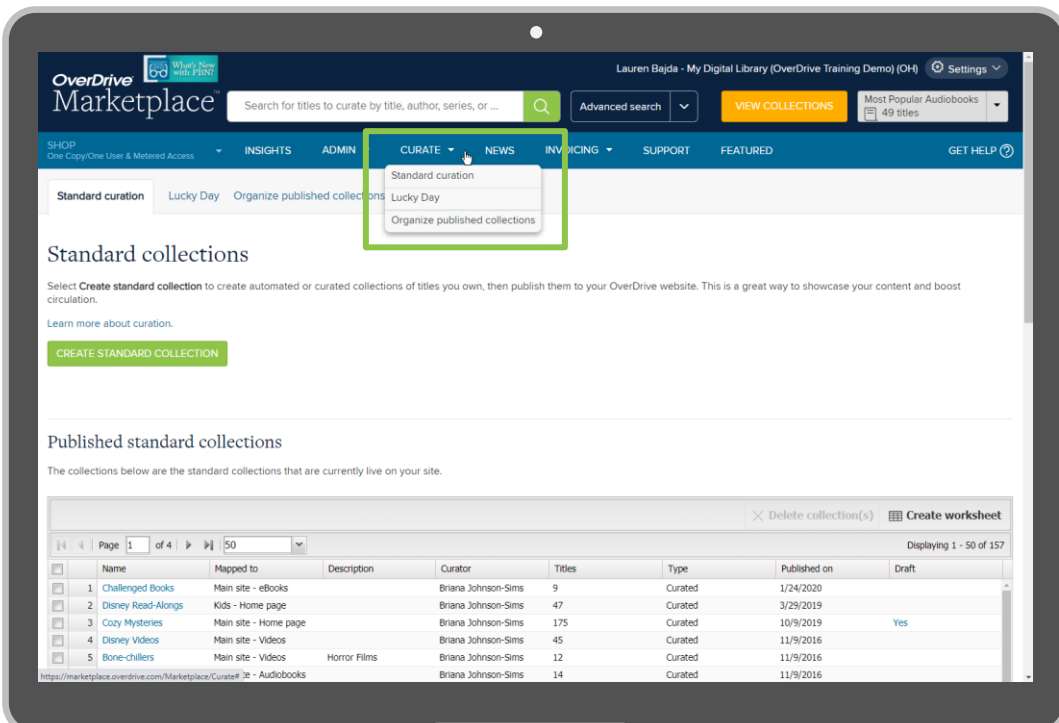 What's New
with PBN?
OverDrive
Marketplace™
Lauren Bajda - My Digital Library (OverDrive Training Demo) (OH)
Settings
Search for titles to curate by title, author, series, or ...
Advanced search
VIEW COLLECTIONS
Most Popular Audiobooks
49 titles
SHOP
One Copy/One User & Metered Access
INSIGHTS
ADMIN
CURATE
NEWS
INVOICING
SUPPORT
FEATURED
GET HELP
Standard curation
Lucky Day
Organize published collections
Standard curation
Lucky Day
Organize published collections
Standard collections
Select Create standard collection to create automated or curated collections of titles you own, then publish them to your OverDrive website. This is a great way to showcase your content and boost
circulation.
Learn more about curation.
CREATE STANDARD COLLECTION
Published standard collections
The collections below are the standard collections that are currently live on your site.
Delete collection(s) Create worksheet
Page 1 of 4 50 Displaying 1 - 50 of 157
Name Mapped to Description Curator Titles Type Published on Draft
1 Challenged Books Main site - eBooks Briana Johnson-Sims 9 Curated 1/24/2020
2 Disney Read-Alongs Kids - Home page Briana Johnson-Sims 47 Curated 3/29/2019
3 Cozy Mysteries Main site - Home page Briana Johnson-Sims 175 Curated 10/9/2019 Yes
4 Disney Videos Main site - Videos Briana Johnson-Sims 45 Curated 11/9/2016
5 Bone-chillers Main site - Videos Horror Films Briana Johnson-Sims 12 Curated 11/9/2016
https://marketplace.overdrive.com/Marketplace/Curate# te - Audiobooks Briana Johnson-Sims 14 Curated 11/9/2016